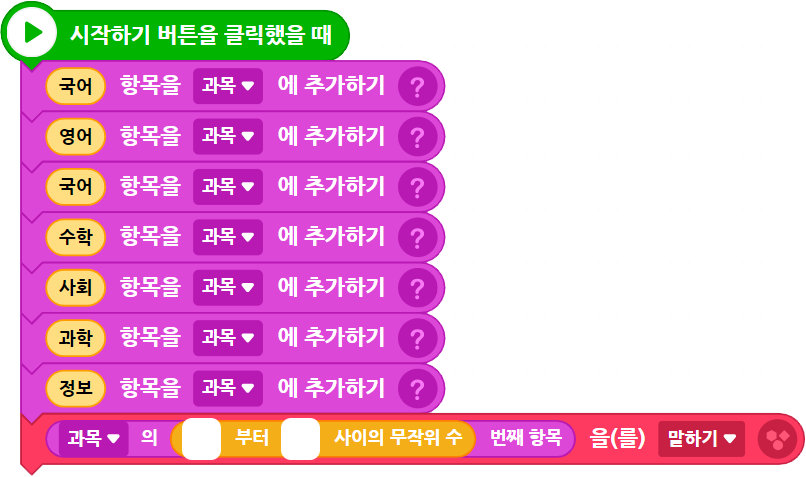 시작하기 버튼을 클릭했을 때
국어 항목을 과목 에 추가하기 ?
영어 항목을 과목 에 추가하기 ?
국어 항목을 과목 에 추가하기 ?
수학 항목을 과목 에 추가하기 ?
사회 항목을 과목 에 추가하기 ?
과학 항목을 과목 에 추가하기 ?
정보 항목을 과목 에 추가하기 ?
과목 의 부터 사이의 무작위 수 번째 항목 을(를) 말하기